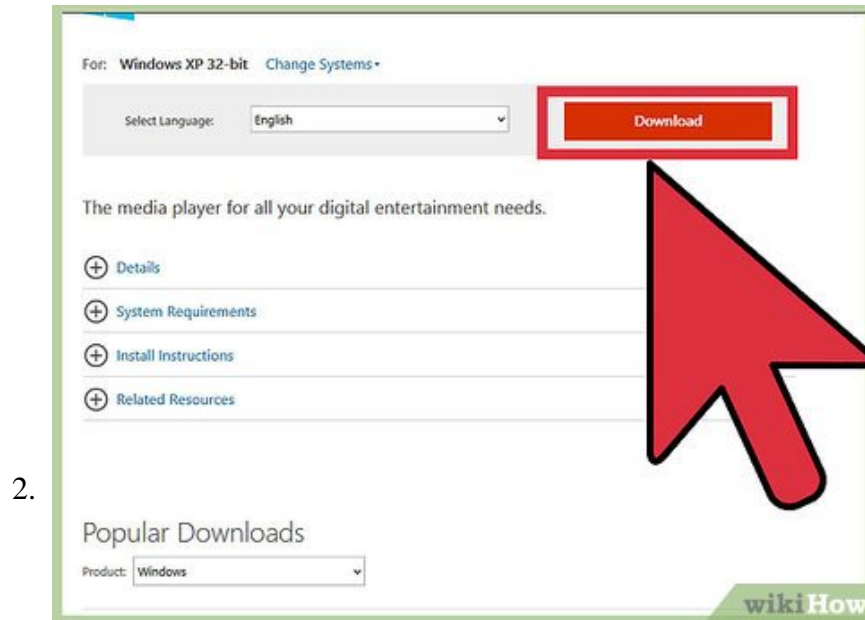 For: Windows XP 32-bit Change Systems
Select Language: English Download
The media player for all your digital entertainment needs.
Details
System Requirements
Install Instructions
Related Resources
2.
Popular Downloads
Product: Windows
wikiHow